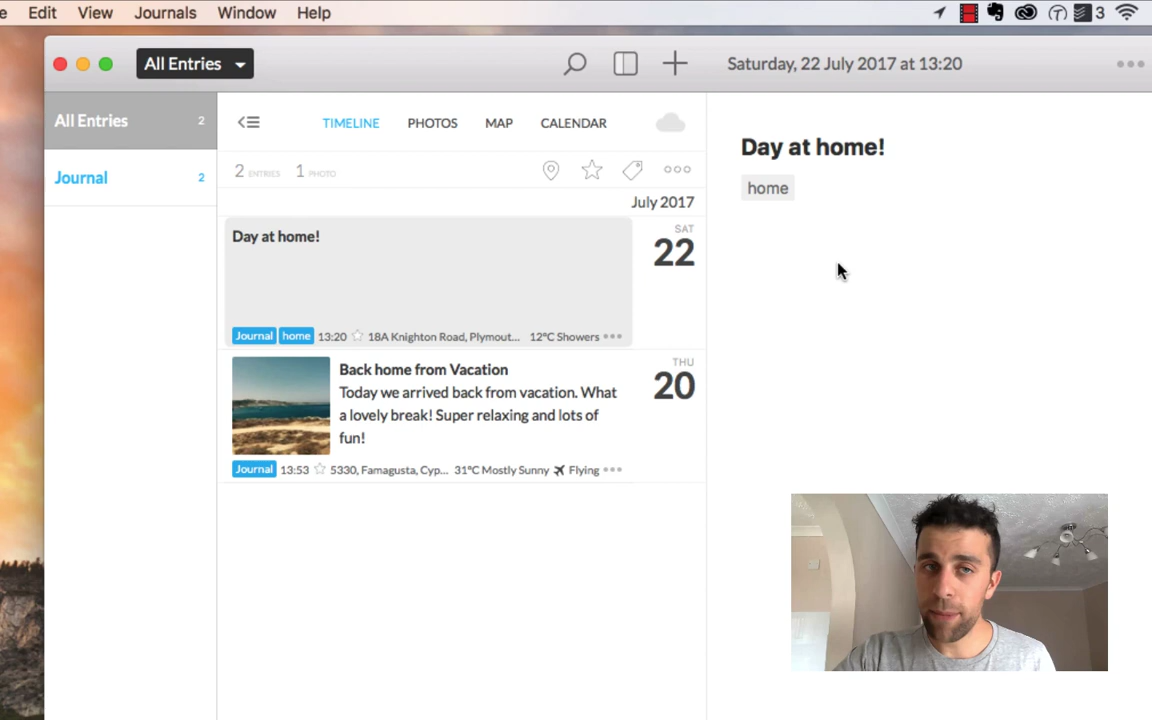 Edit View Journals Window Help 3
All Entries
Saturday, 22 July 2017 at 13:20
All Entries 2
Journal 2
TIMELINE PHOTOS MAP CALENDAR
2 ENTRIES 1 PHOTO
July 2017
Day at home!
SAT
22
Journal home 13:20 18A Knighton Road, Plymout... 12°C Showers
Back home from Vacation
Today we arrived back from vacation. What
a lovely break! Super relaxing and lots of
fun!
THU
20
Journal 13:53 5330, Famagusta, Cyp... 31°C Mostly Sunny Flying
Day at home!
home